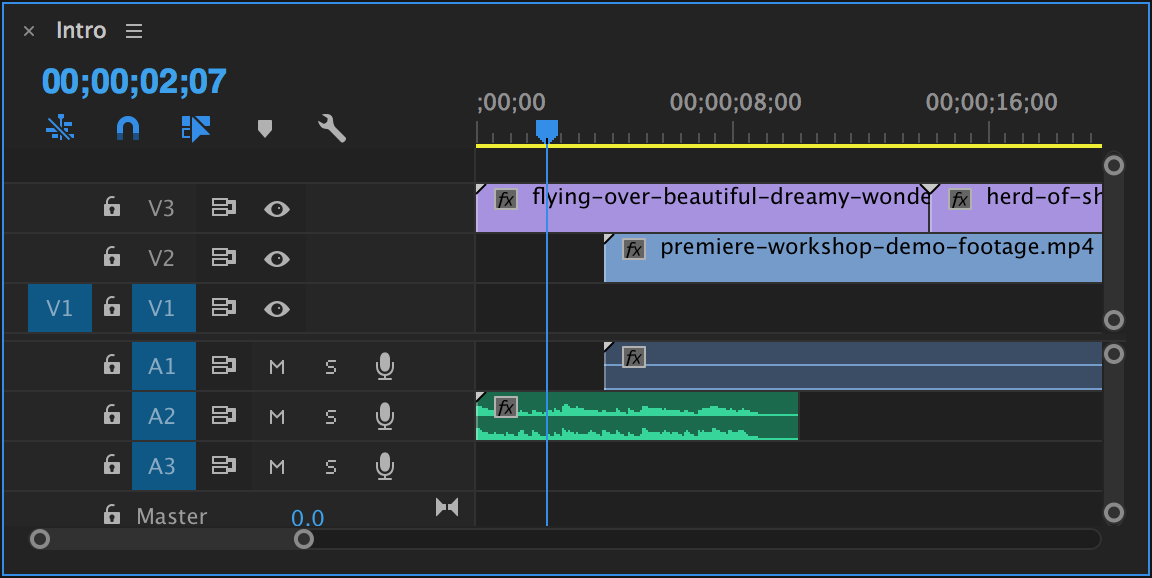 × Intro
00;00;02;07
;00;00 00;00;08;00 00;00;16;00
V3 fx flying-over-beautiful-dreamy-wonde fx herd-of-sh
V2 fx premiere-workshop-demo-footage.mp4
V1 V1
A1 M S fx
A2 M S fx
A3 M S
Master 0.0